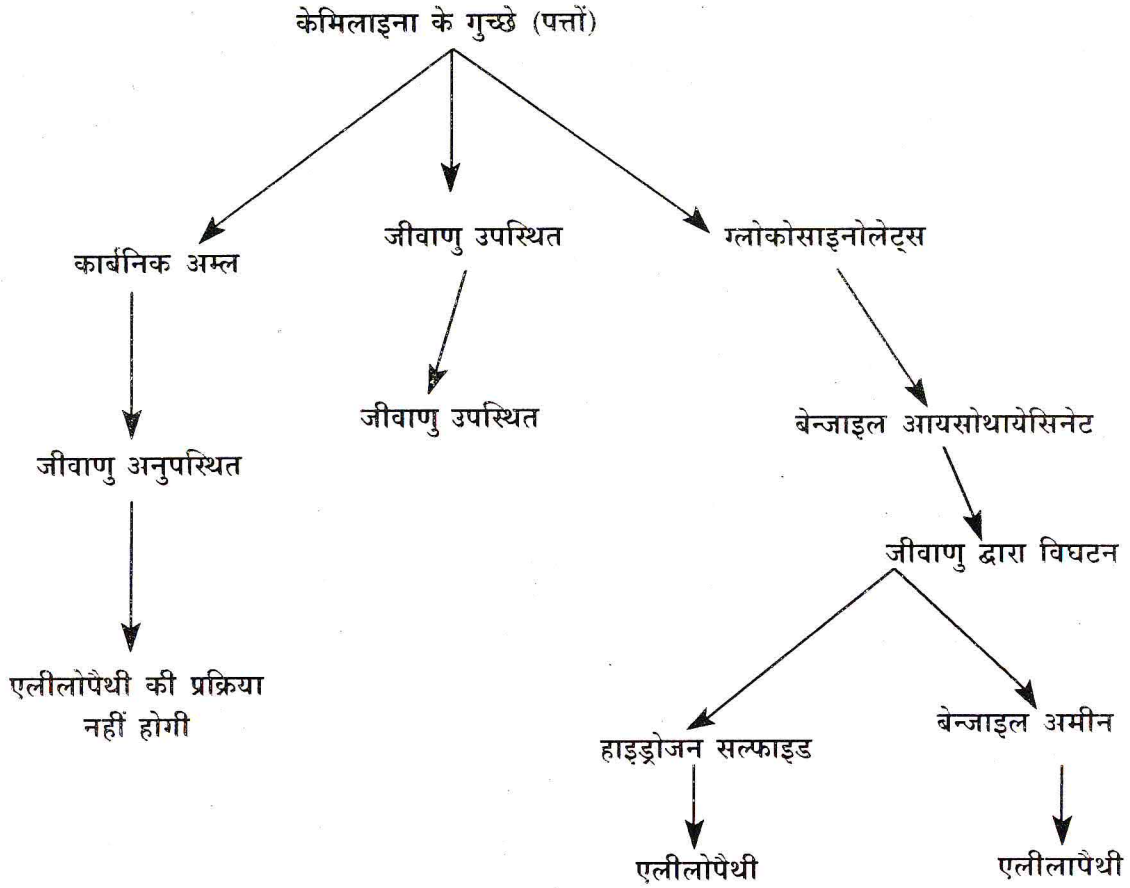 केमिलाइना के गुच्छे (पत्तों)
जीवाणु उपस्थित
ग्लोकोसाइनोलेट्स
कार्बनिक अम्ल
जीवाणु उपस्थित
बेन्जाइल आयसोथायेसिनेट
जीवाणु अनुपस्थित
जीवाणु द्वारा विघटन
एलीलोपैथी की प्रक्रिया
नहीं होगी
बेन्जाइल अमीन
हाइड्रोजन सल्फाइड
एलीलोपैथी
एलीलापैथी